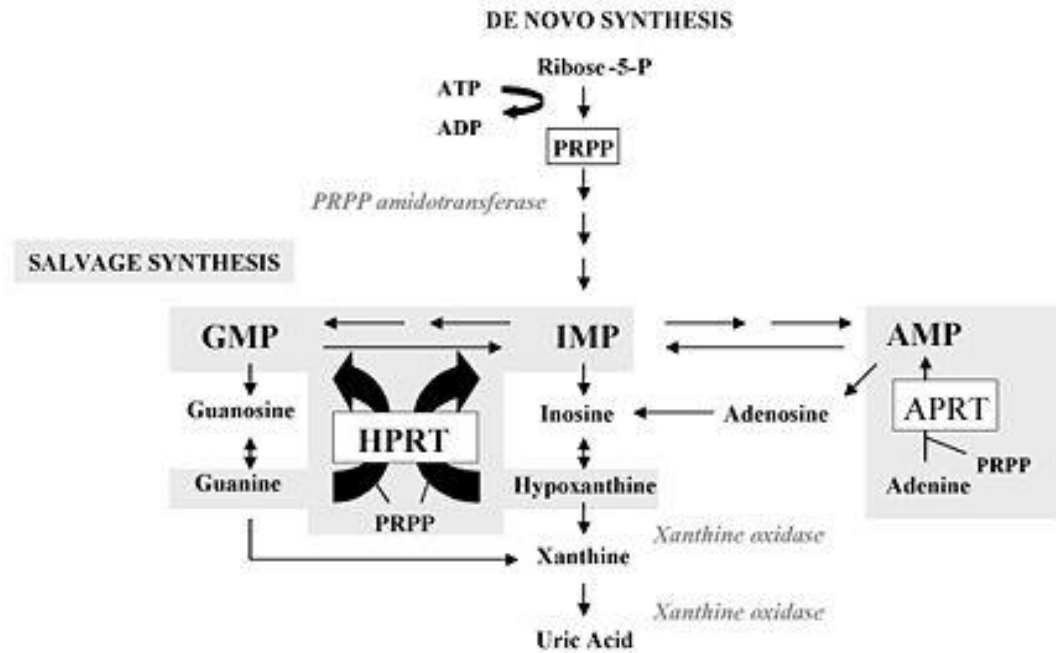 DE NOVO SYNTHESIS
Ribose-5-P
ATP
ADP
PRPP
PRPP amidotransferase
SALVAGE SYNTHESIS
GMP
IMP
AMP
Guanosine
Inosine
Adenosine
APRT
HPRT
PRPP
Guanine
Hypoxanthine
Adenine
PRPP
Xanthine oxidase
Xanthine
Xanthine oxidase
Uric Acid